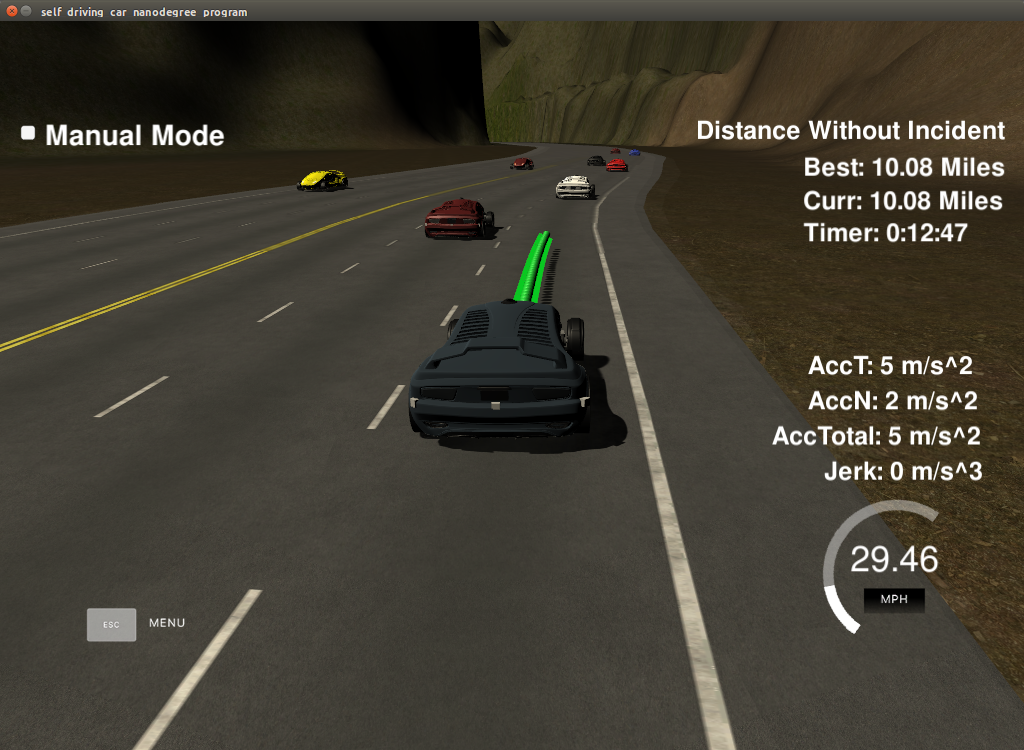 self driving car nanodegree program
Manual Mode
Distance Without Incident
Best: 10.08 Miles
Curr: 10.08 Miles
Timer: 0:12:47
AccT: 5 m/s^2
AccN: 2 m/s^2
AccTotal: 5 m/s^2
Jerk: 0 m/s^3
29.46
MPH
ESC MENU